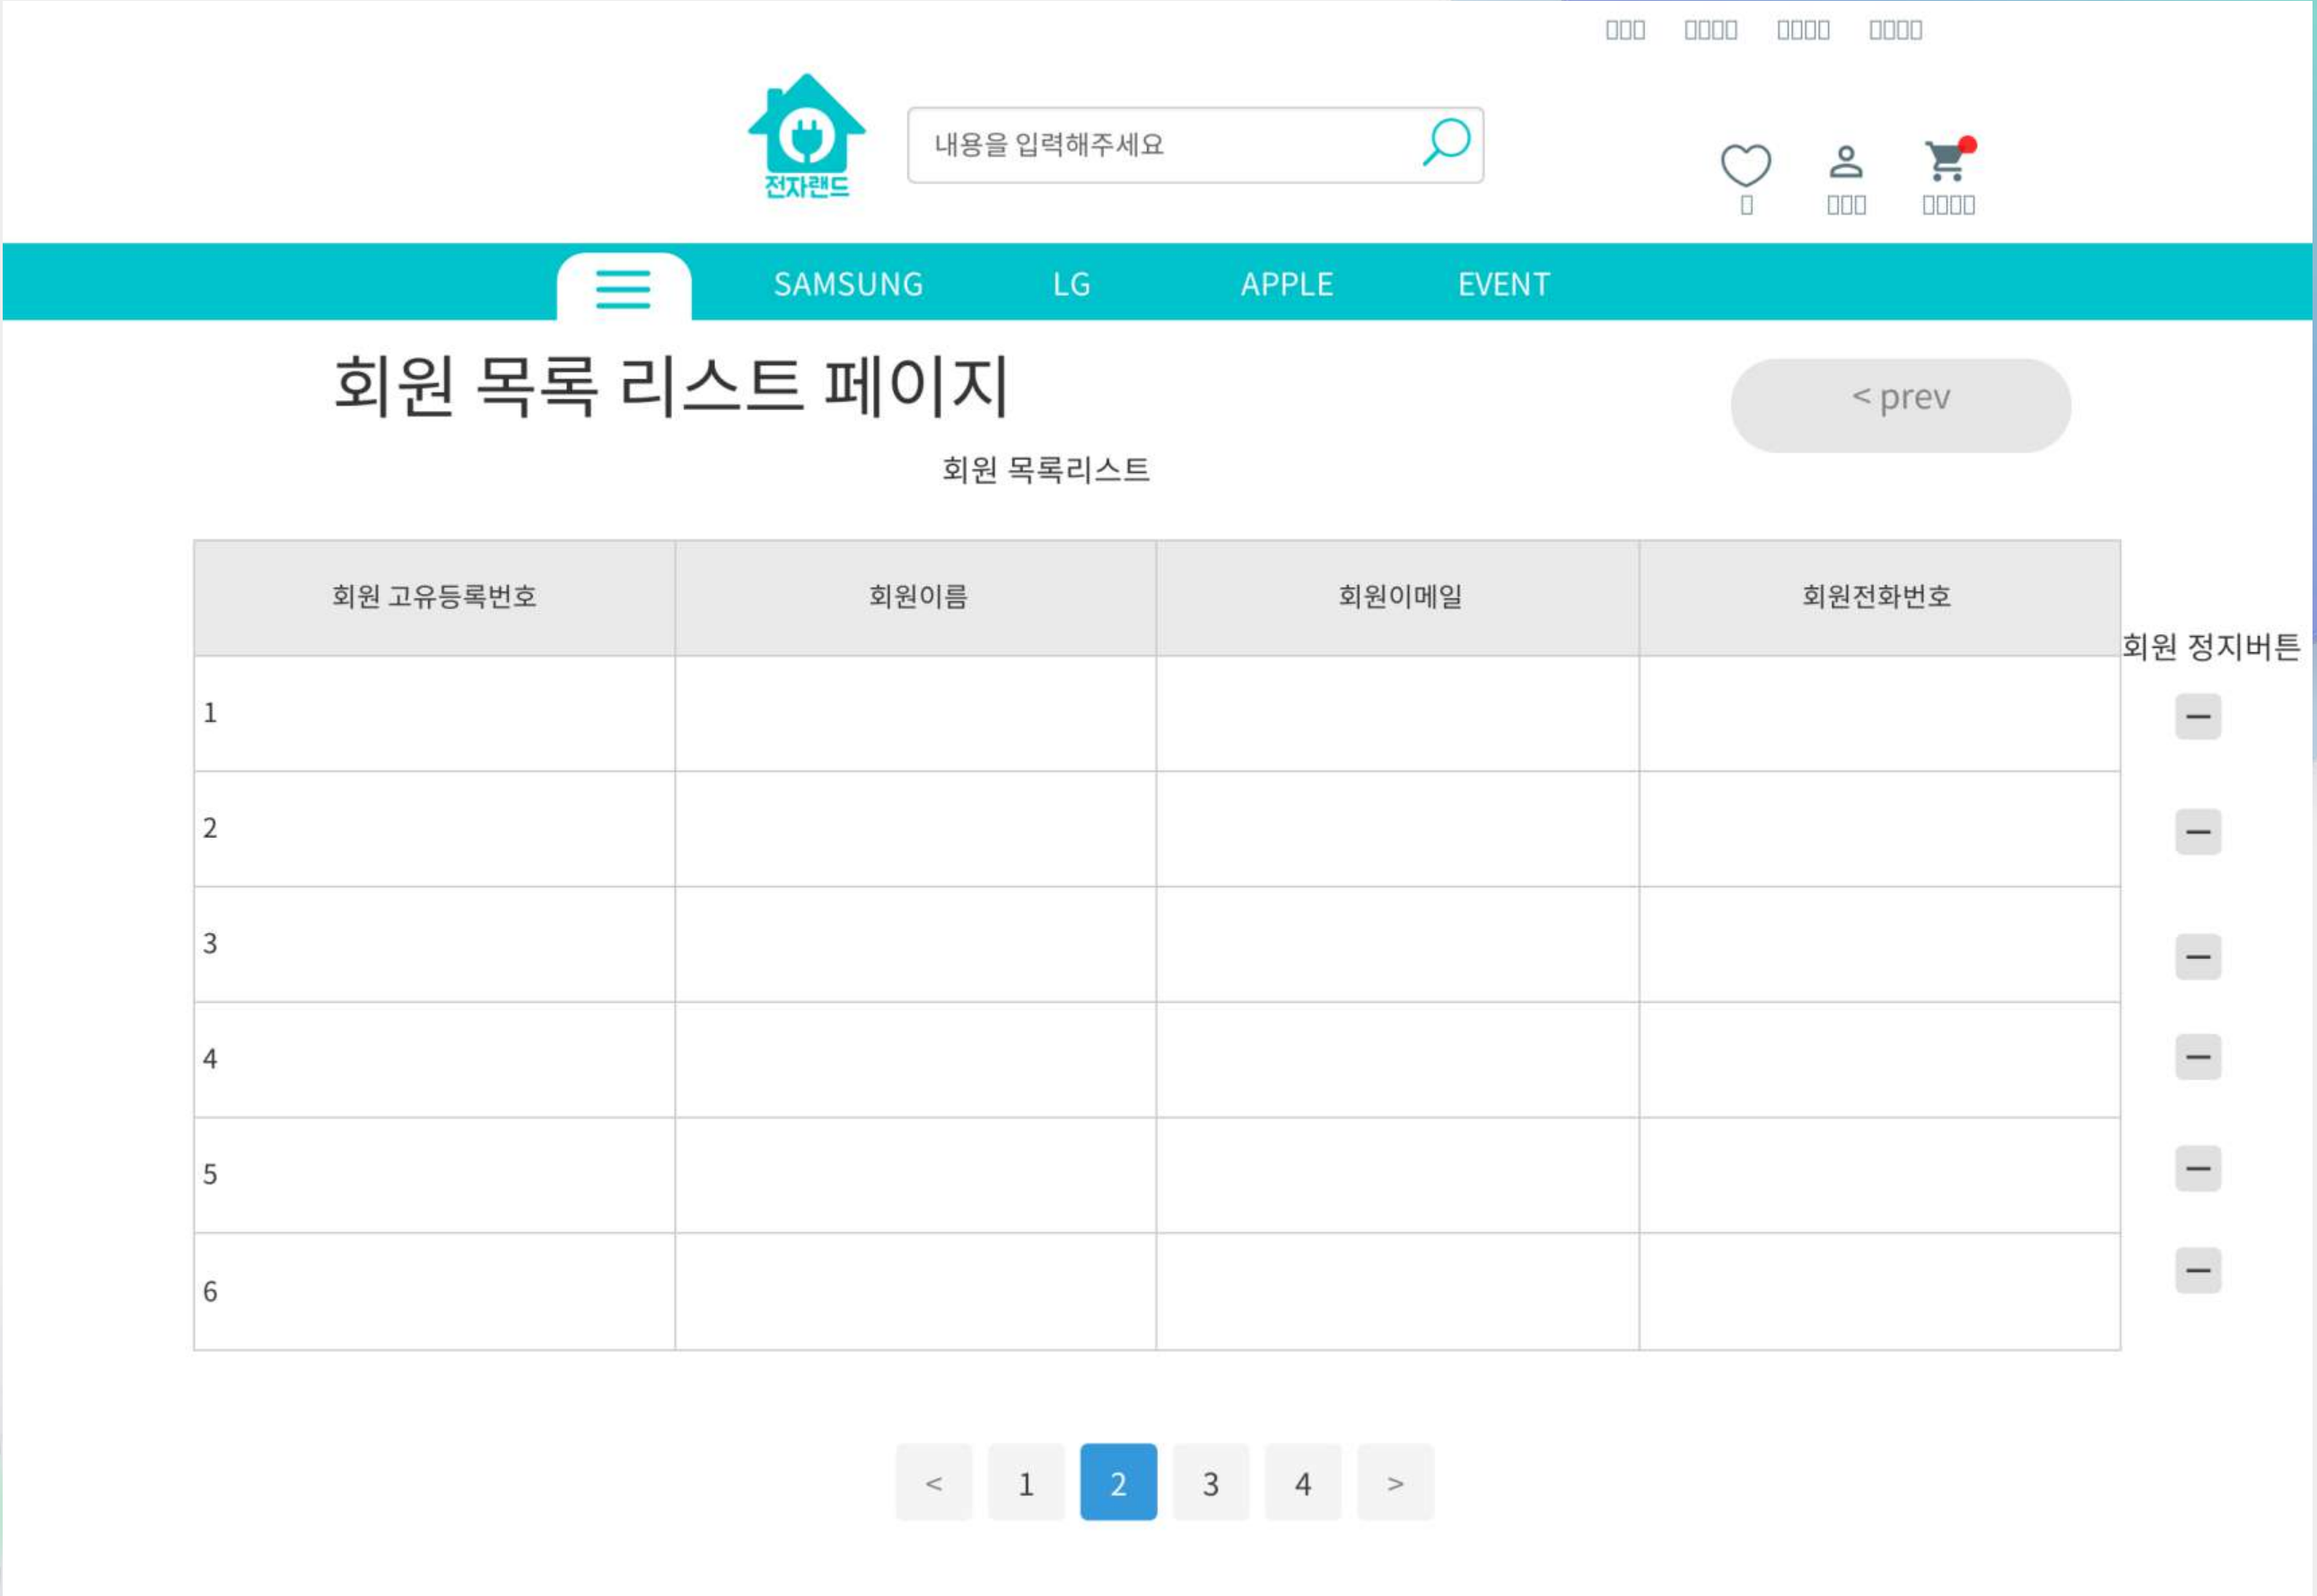 내용을 입력해주세요
전자랜드
SAMSUNG LG APPLE EVENT
회원 목록 리스트 페이지
< prev
회원 목록리스트
회원 고유등록번호 회원이름 회원이메일 회원전화번호
회원 정지버튼
1
2
3
4
5
6
< 1 2 3 4 >